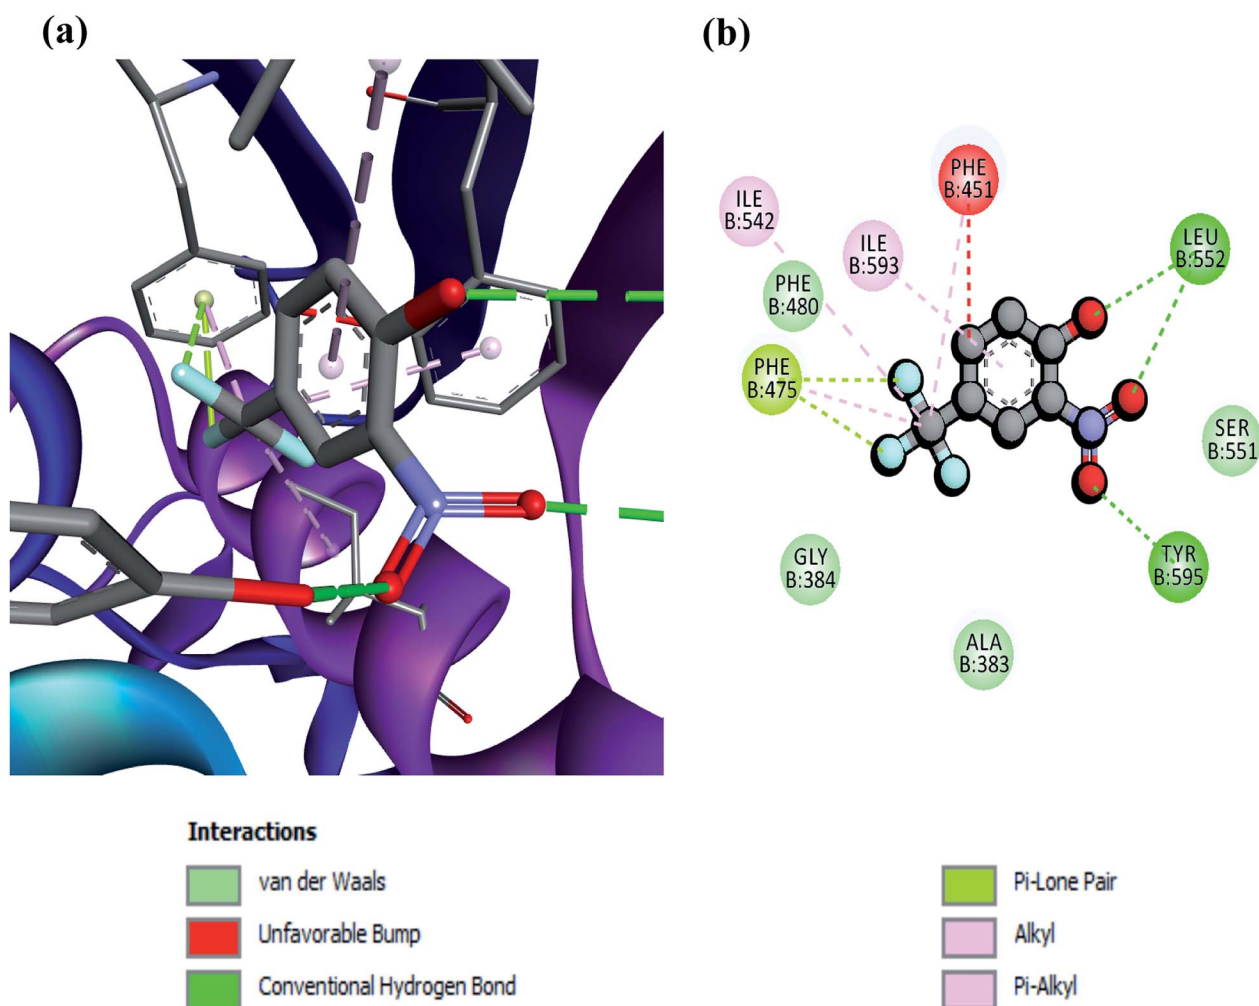 (a)
(b)
PHE
B:451
ILE
B:542
ILE
B:593
LEU
B:552
PHE
B:480
PHE
B:475
SER
B:551
GLY
B:384
TYR
B:595
ALA
B:383
Interactions
van der Waals
Unfavorable Bump
Conventional Hydrogen Bond
Pi-Lone Pair
Alkyl
Pi-Alkyl